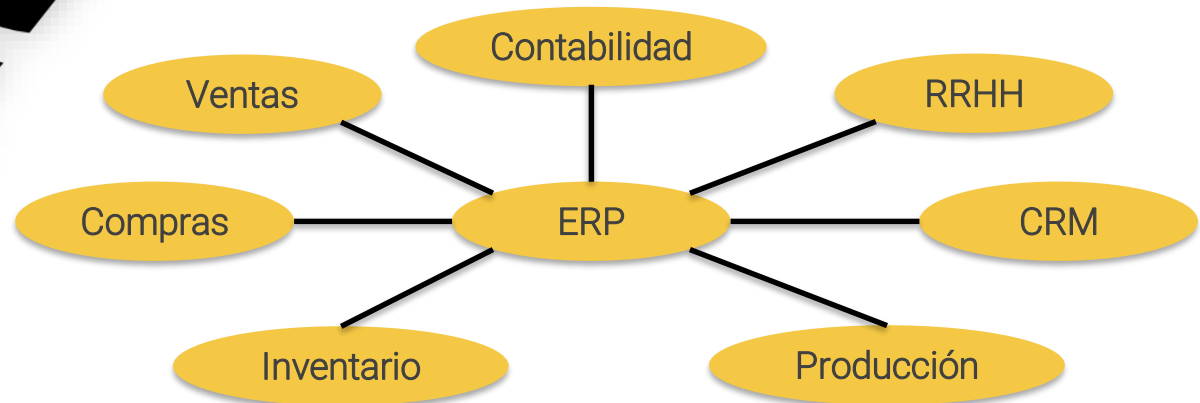 Contabilidad
Ventas
RRHH
Compras
ERP
CRM
Inventario
Producción